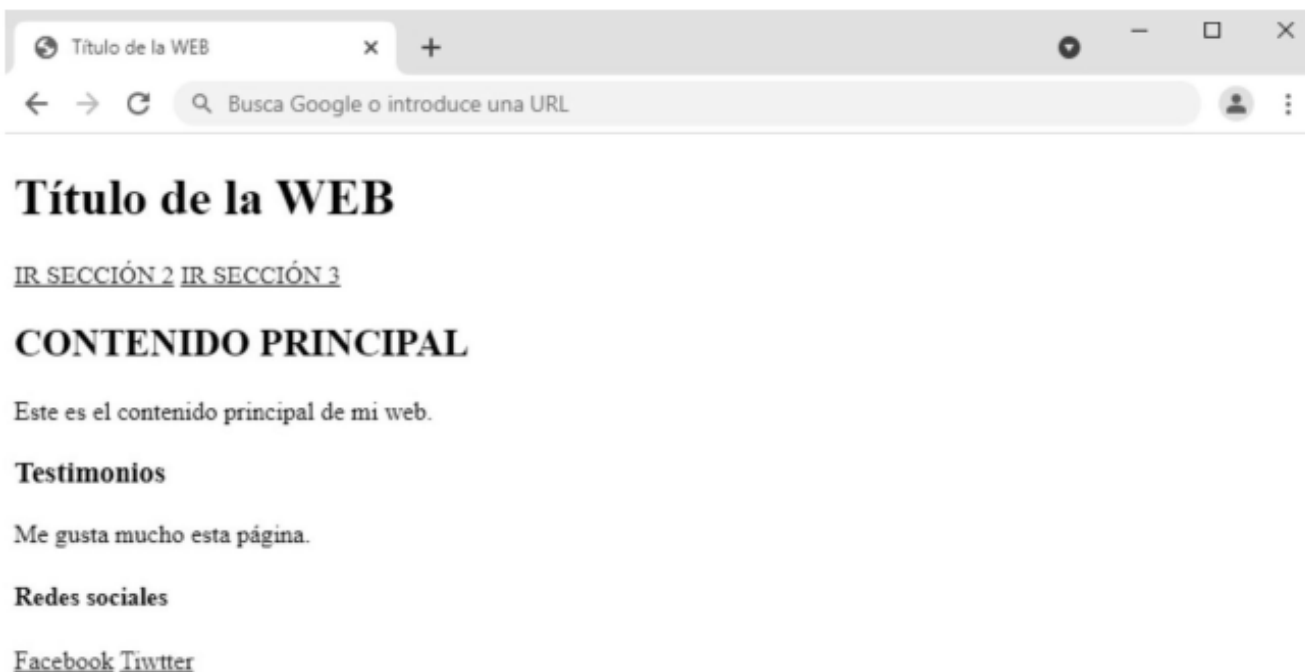 Título de la WEB
Busca Google o introduce una URL
Título de la WEB
IR SECCIÓN 2 IR SECCIÓN 3
CONTENIDO PRINCIPAL
Este es el contenido principal de mi web.
Testimonios
Me gusta mucho esta página.
Redes sociales
Facebook Tiwtter